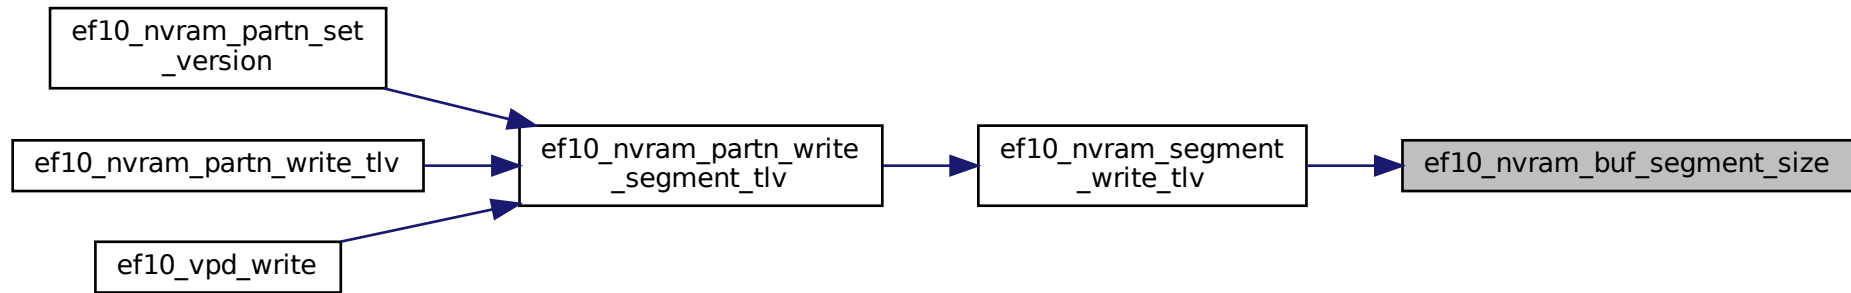 ef10_nvram_partn_set
_version
ef10_nvram_partn_write_tlv
ef10_vpd_write
ef10_nvram_partn_write
_segment_tlv
ef10_nvram_segment
_write_tlv
ef10_nvram_buf_segment_size